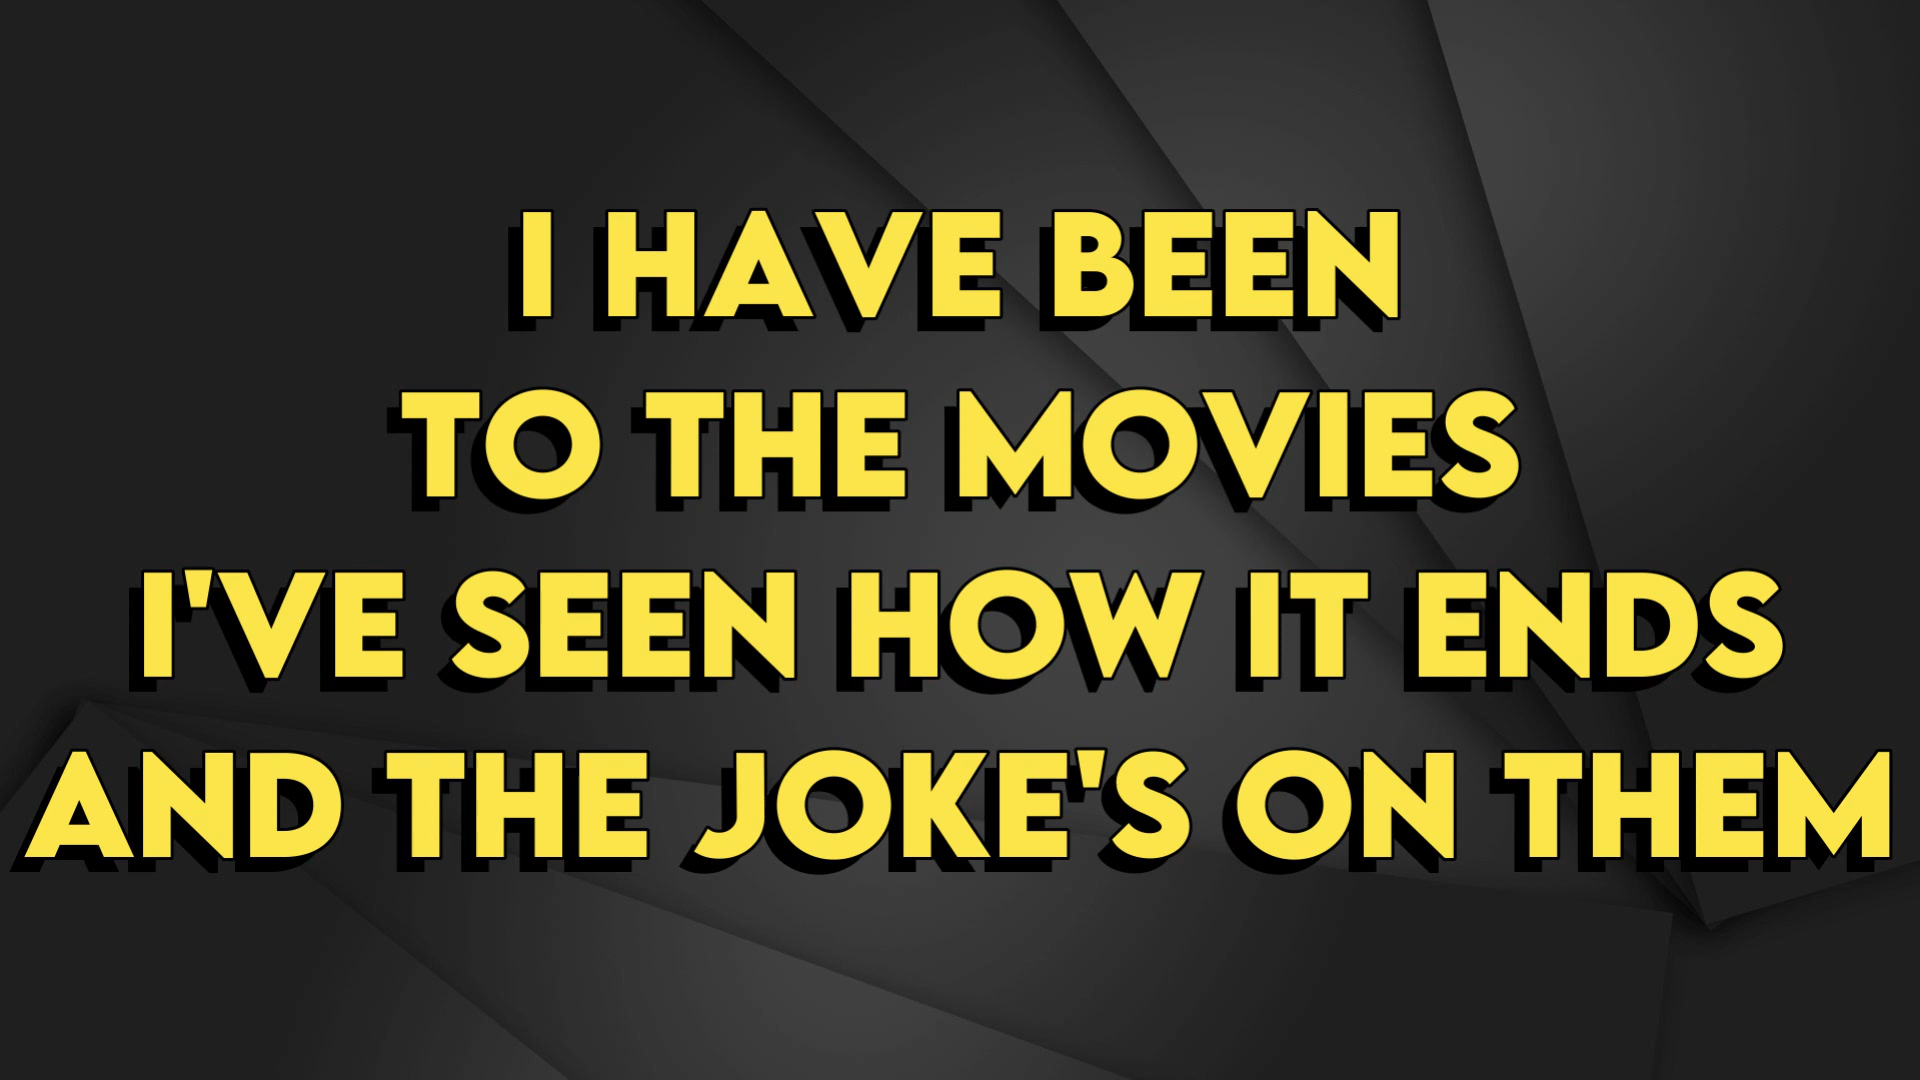 I HAVE BEEN
TO THE MOVIES
I'VE SEEN HOW IT ENDS
AND THE JOKE'S ON THEM